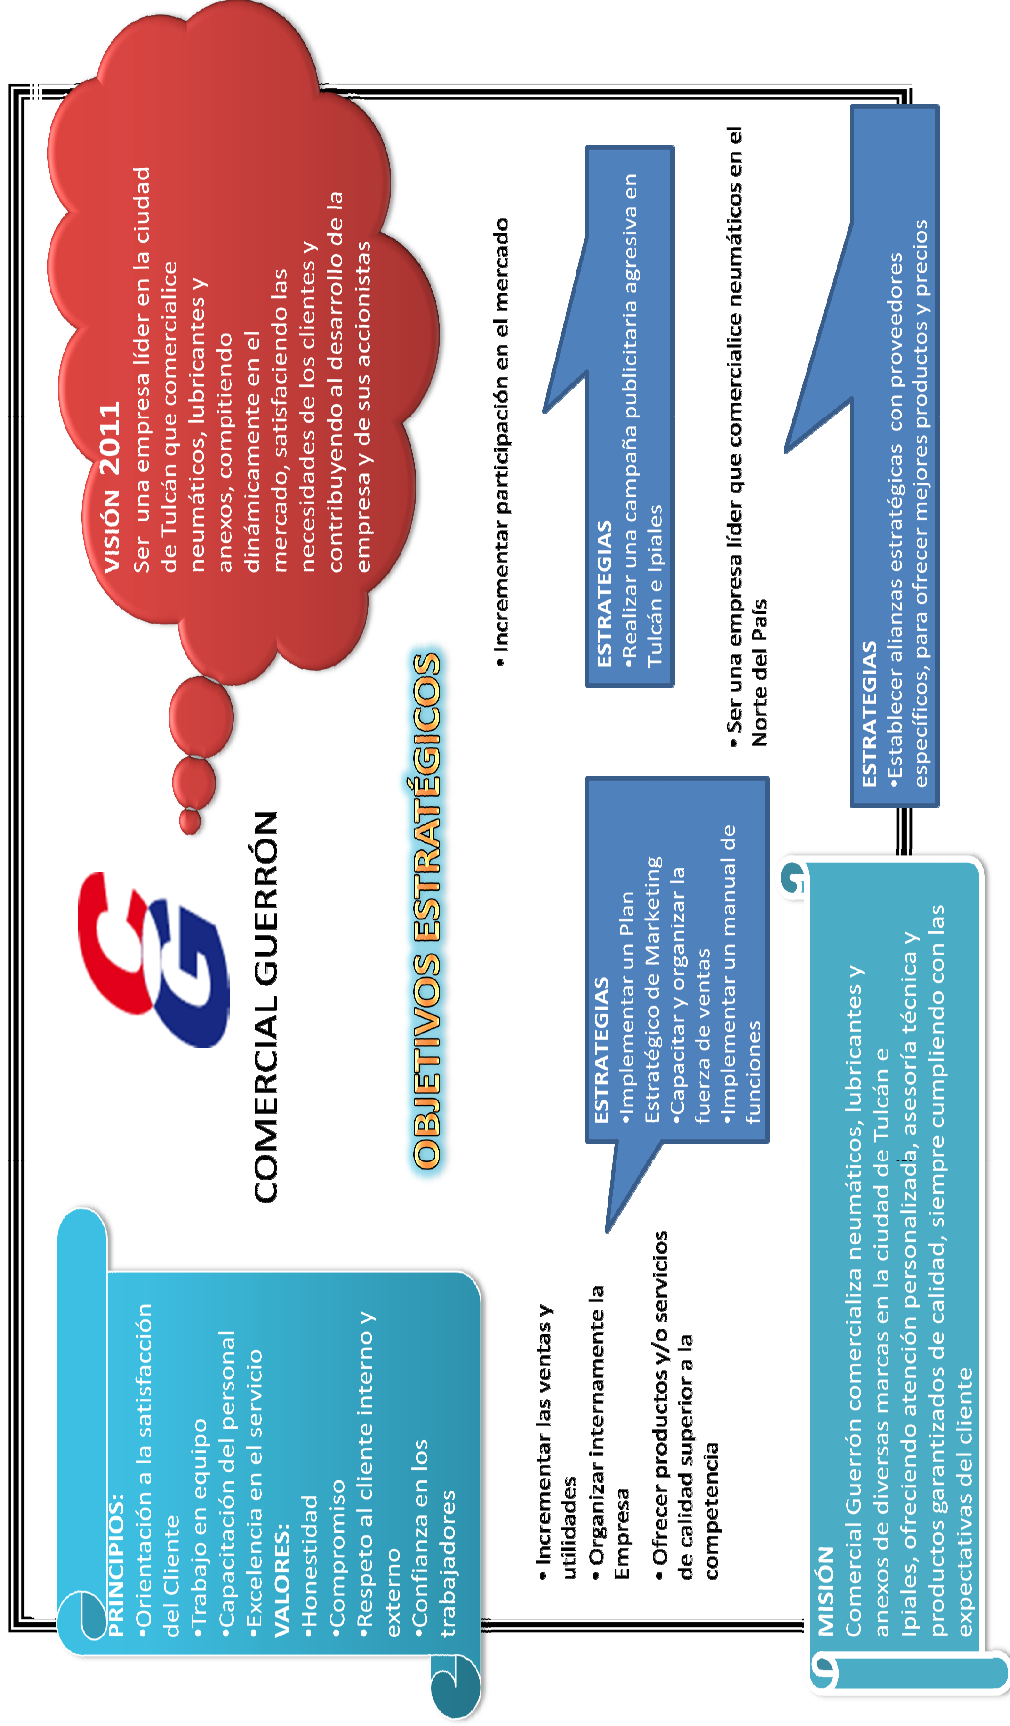 PRINCIPIOS:
•Orientación a la satisfacción
del Cliente
•Trabajo en equipo
•Capacitación del personal
•Excelencia en el servicio
VALORES:
•Honestidad
•Compromiso
•Respeto al cliente interno y
externo
•Confianza en los
trabajadores
CG
COMERCIAL GUERRÓN
VISIÓN 2011
Ser una empresa líder en la ciudad
de Tulcán que comercialice
neumáticos, lubricantes y
anexos, compitiendo
dinámicamente en el
mercado, satisfaciendo las
necesidades de los clientes y
contribuyendo al desarrollo de la
empresa y de sus accionistas
OBJETIVOS ESTRATÉGICOS
• Incrementar las ventas y
utilidades
• Organizar internamente la
Empresa
• Ofrecer productos y/o servicios
de calidad superior a la
competencia
ESTRATEGIAS
•Implementar un Plan
Estratégico de Marketing
•Capacitar y organizar la
fuerza de ventas
•Implementar un manual de
funciones
• Incrementar participación en el mercado
ESTRATEGIAS
•Realizar una campaña publicitaria agresiva en
Tulcán e Ipiales
• Ser una empresa líder que comercialice neumáticos en el
Norte del País
ESTRATEGIAS
•Establecer alianzas estratégicas con proveedores
específicos, para ofrecer mejores productos y precios
MISIÓN
Comercial Guerrón comercializa neumáticos, lubricantes y
anexos de diversas marcas en la ciudad de Tulcán e
Ipiales, ofreciendo atención personalizada, asesoría técnica y
productos garantizados de calidad, siempre cumpliendo con las
expectativas del cliente